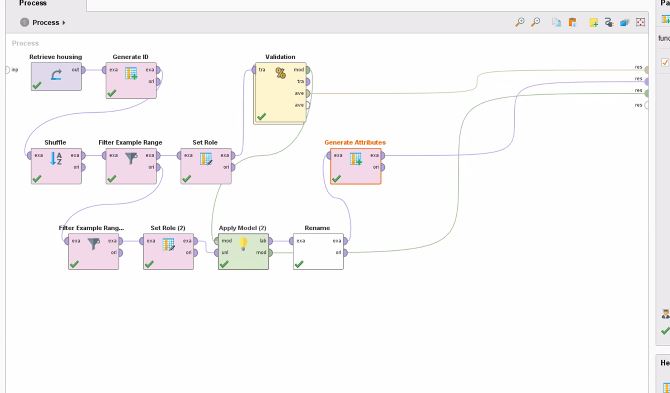 Process
Pa
Process
Process
func
Retrieve housing
Generate ID
Validation
inp
out
exa
exa
ori
tra
mod
tra
ave
ave
res
res
res
res
Shuffle
Filter Example Range
Set Role
Generate Attributes
exa
exa
ori
exa
exa
ori
exa
exa
ori
exa
exa
ori
Filter Example Rang...
Set Role (2)
Apply Model (2)
Rename
exa
exa
ori
exa
exa
ori
mod
lab
unl
mod
exa
exa
ori
He